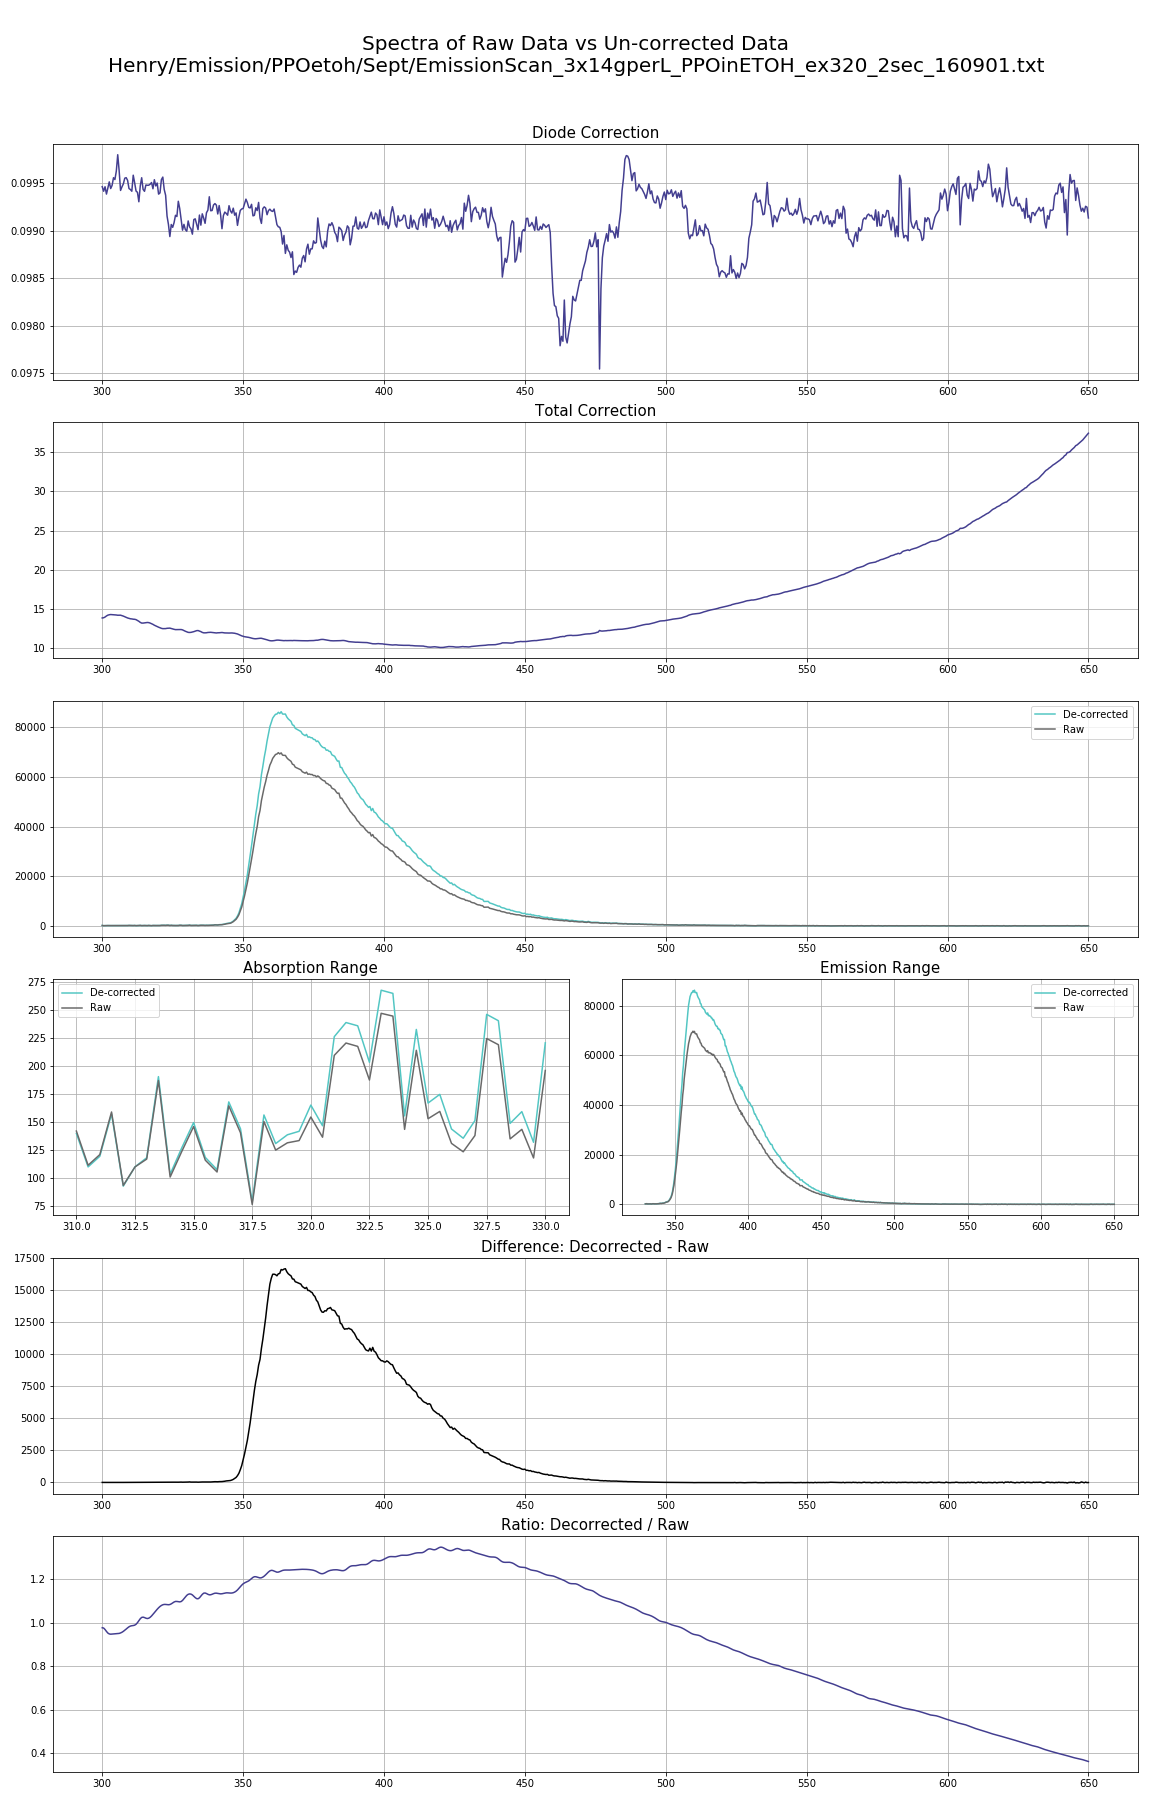 Spectra of Raw Data vs Un-corrected Data
Henry/Emission/PPOetoh/Sept/EmissionScan_3x14gperL_PPOinETOH_ex320_2sec_160901.txt
Diode Correction
0.0995
0.0990
0.0985
0.0980
0.0975
300 350 400 450 500 550 600 650
Total Correction
35
30
25
20
15
10
300 350 400 450 500 550 600 650
De-corrected
Raw
80000
60000
40000
20000
0
300 350 400 450 500 550 600 650
Absorption Range
De-corrected
Raw
275
250
225
200
175
150
125
100
75
310.0 312.5 315.0 317.5 320.0 322.5 325.0 327.5 330.0
Emission Range
De-corrected
Raw
80000
60000
40000
20000
0
350 400 450 500 550 600 650
Difference: Decorrected - Raw
17500
15000
12500
10000
7500
5000
2500
0
300 350 400 450 500 550 600 650
Ratio: Decorrected / Raw
1.2
1.0
0.8
0.6
0.4
300 350 400 450 500 550 600 650